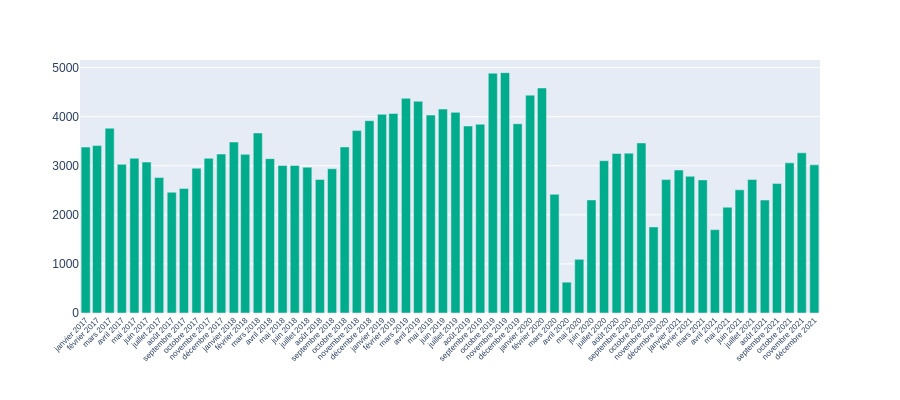 5000
4000
3000
2000
1000
0
janvier 2017
février 2017
mars 2017
avril 2017
mai 2017
juin 2017
juillet 2017
août 2017
septembre 2017
octobre 2017
novembre 2017
décembre 2017
janvier 2018
février 2018
mars 2018
avril 2018
mai 2018
juin 2018
juillet 2018
août 2018
septembre 2018
octobre 2018
novembre 2018
décembre 2018
janvier 2019
février 2019
mars 2019
avril 2019
mai 2019
juin 2019
juillet 2019
août 2019
septembre 2019
octobre 2019
novembre 2019
décembre 2019
janvier 2020
février 2020
mars 2020
avril 2020
mai 2020
juin 2020
juillet 2020
août 2020
septembre 2020
octobre 2020
novembre 2020
décembre 2020
janvier 2021
février 2021
mars 2021
avril 2021
mai 2021
juin 2021
juillet 2021
août 2021
septembre 2021
octobre 2021
novembre 2021
décembre 2021